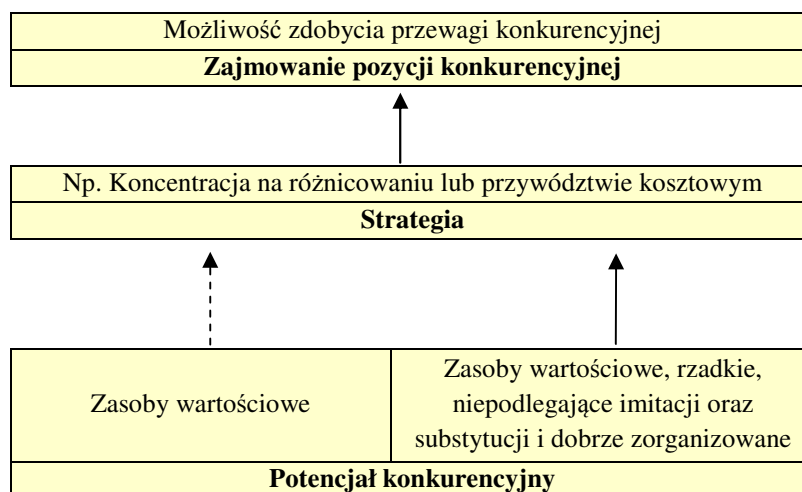 Możliwość zdobycia przewagi konkurencyjnej
Zajmowanie pozycji konkurencyjnej
Np. Koncentracja na różnicowaniu lub przywództwie kosztowym
Strategia
Zasoby wartościowe
Zasoby wartościowe, rzadkie,
niepodlegające imitacji oraz
substytucji i dobrze zorganizowane
Potencjał konkurencyjny